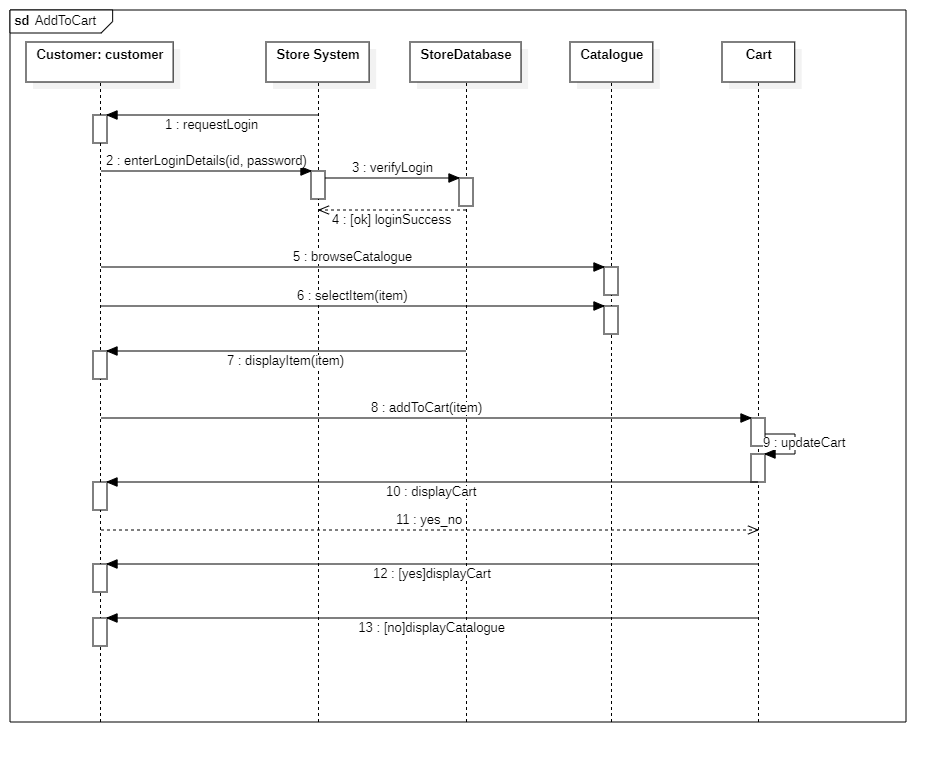 sd AddToCart
Customer: customer
Store System
StoreDatabase
Catalogue
Cart
1 : requestLogin
2 : enterLoginDetails(id, password)
3 : verifyLogin
4 : [ok] loginSuccess
5 : browseCatalogue
6 : selectItem(item)
7 : displayItem(item)
8 : addToCart(item)
9 : updateCart
10 : displayCart
11 : yes_no
12 : [yes]displayCart
13 : [no]displayCatalogue